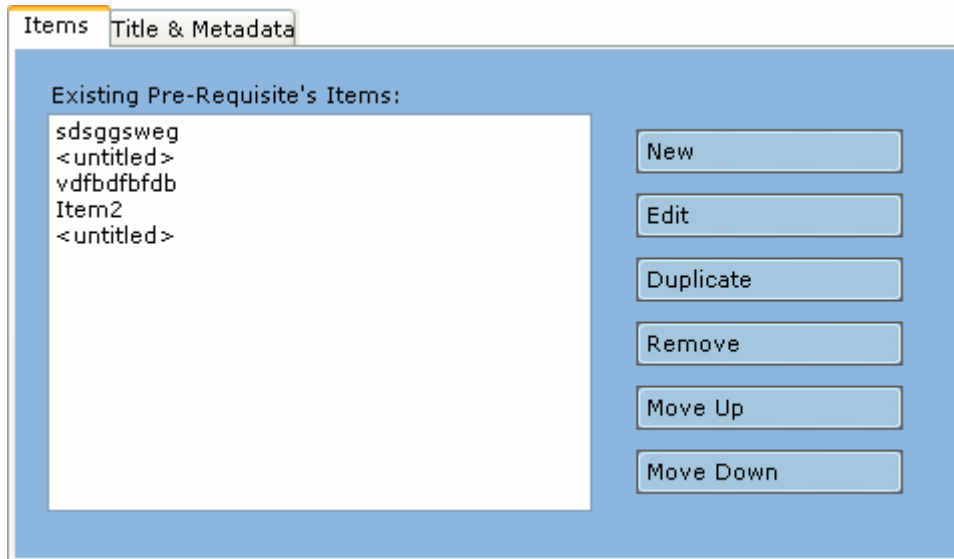 Items
Title & Metadata
Existing Pre-Requisite's Items:
sdsggsweg
<untitled>
vdfbdfbfdb
Item2
<untitled>
New
Edit
Duplicate
Remove
Move Up
Move Down